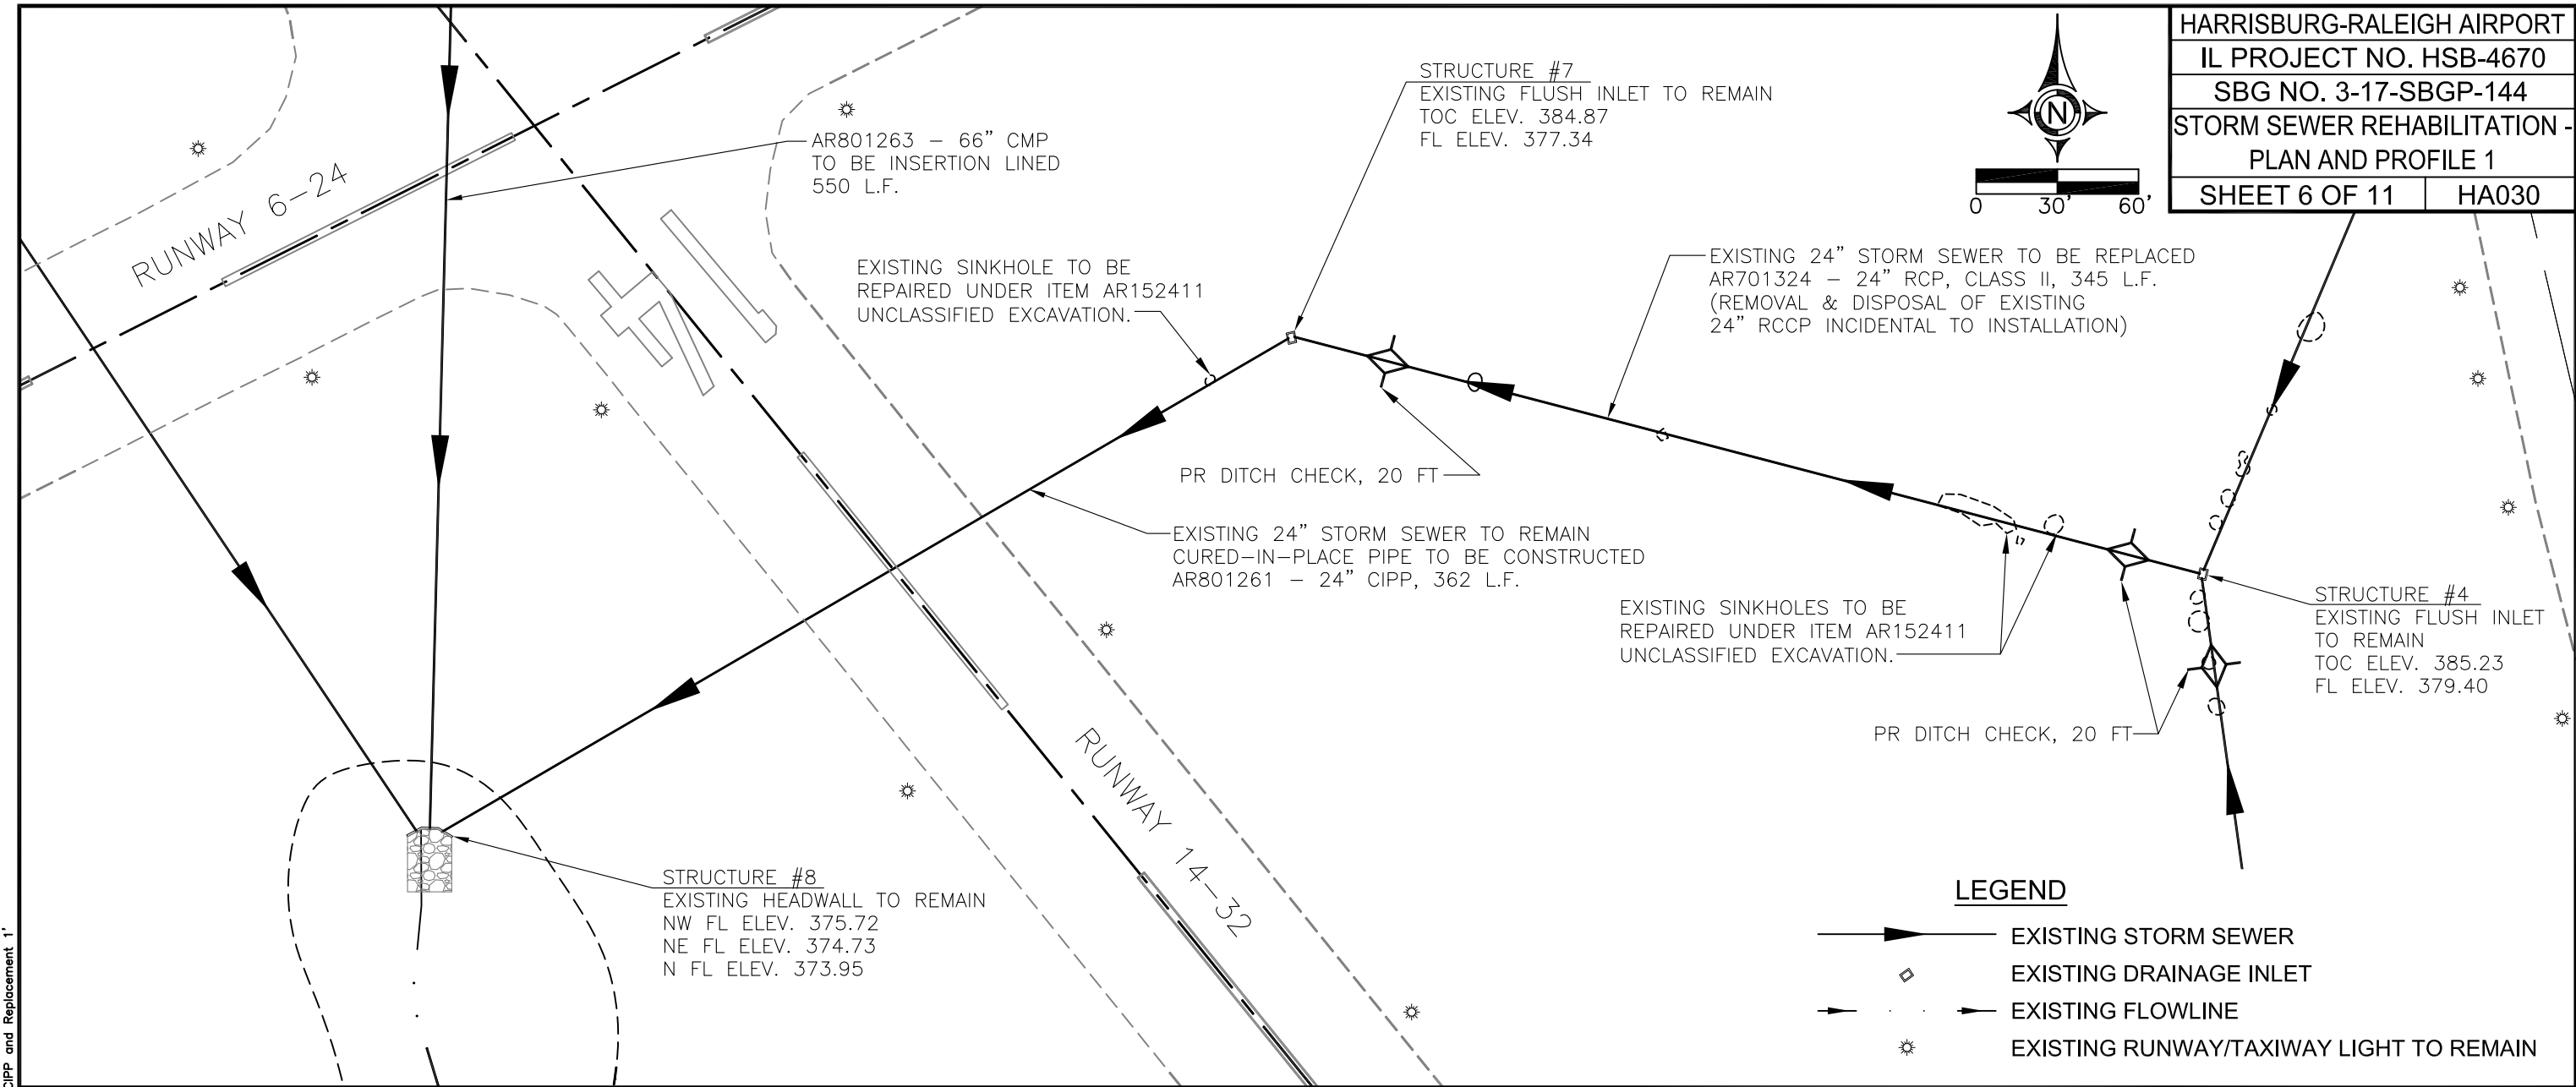 HARRISBURG-RALEIGH AIRPORT
IL PROJECT NO. HSB-4670
SBG NO. 3-17-SBGP-144
STORM SEWER REHABILITATION -
PLAN AND PROFILE 1
SHEET 6 OF 11
HA030
N
0 30' 60'
STRUCTURE #7
EXISTING FLUSH INLET TO REMAIN
TOC ELEV. 384.87
FL ELEV. 377.34
AR801263 – 66" CMP
TO BE INSERTION LINED
550 L.F.
RUNWAY 6–24
EXISTING SINKHOLE TO BE
REPAIRED UNDER ITEM AR152411
UNCLASSIFIED EXCAVATION.
EXISTING 24" STORM SEWER TO BE REPLACED
AR701324 – 24" RCP, CLASS II, 345 L.F.
(REMOVAL & DISPOSAL OF EXISTING
24" RCCP INCIDENTAL TO INSTALLATION)
PR DITCH CHECK, 20 FT
EXISTING 24" STORM SEWER TO REMAIN
CURED–IN–PLACE PIPE TO BE CONSTRUCTED
AR801261 – 24" CIPP, 362 L.F.
EXISTING SINKHOLES TO BE
REPAIRED UNDER ITEM AR152411
UNCLASSIFIED EXCAVATION.
STRUCTURE #4
EXISTING FLUSH INLET
TO REMAIN
TOC ELEV. 385.23
FL ELEV. 379.40
PR DITCH CHECK, 20 FT
RUNWAY 14–32
STRUCTURE #8
EXISTING HEADWALL TO REMAIN
NW FL ELEV. 375.72
NE FL ELEV. 374.73
N FL ELEV. 373.95
LEGEND
EXISTING STORM SEWER
EXISTING DRAINAGE INLET
EXISTING FLOWLINE
EXISTING RUNWAY/TAXIWAY LIGHT TO REMAIN
CIPP and Replacement 1'